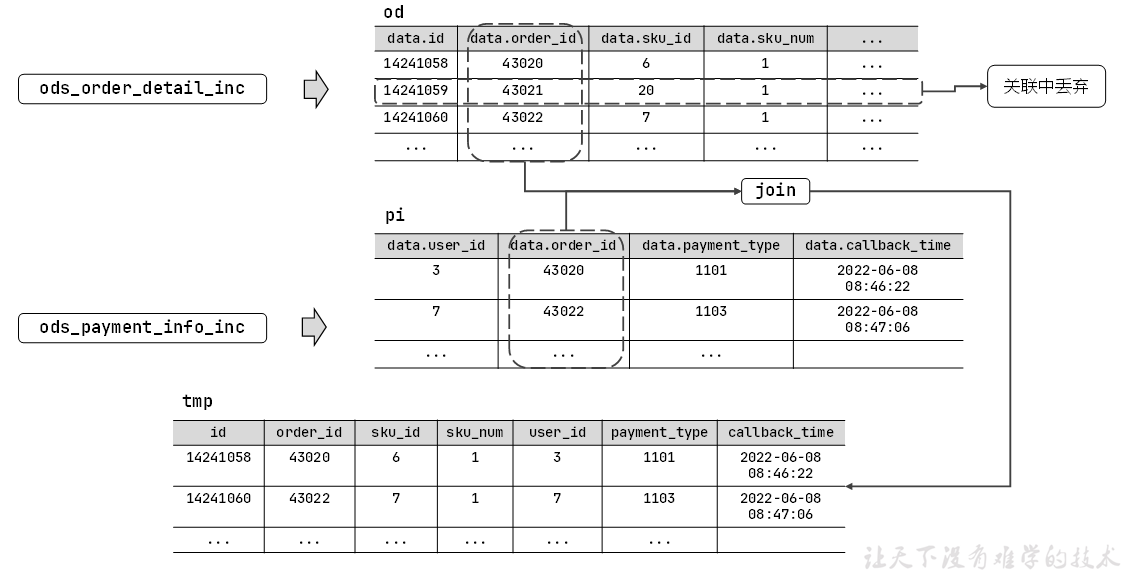 od
data.id data.order_id data.sku_id data.sku_num ...
14241058 43020 6 1 ...
ods_order_detail_inc
14241059 43021 20 1 ...
关联中丢弃
14241060 43022 7 1 ...
... ... ... ... ...
join
pi
data.user_id data.order_id data.payment_type data.callback_time
3 43020 1101 2022-06-08
08:46:22
7 43022 1103 2022-06-08
08:47:06
ods_payment_info_inc
... ... ...
tmp
id order_id sku_id sku_num user_id payment_type callback_time
14241058 43020 6 1 3 1101 2022-06-08
08:46:22
14241060 43022 7 1 7 1103 2022-06-08
08:47:06
... ... ... ... ... ...
让天下没有难学的技术